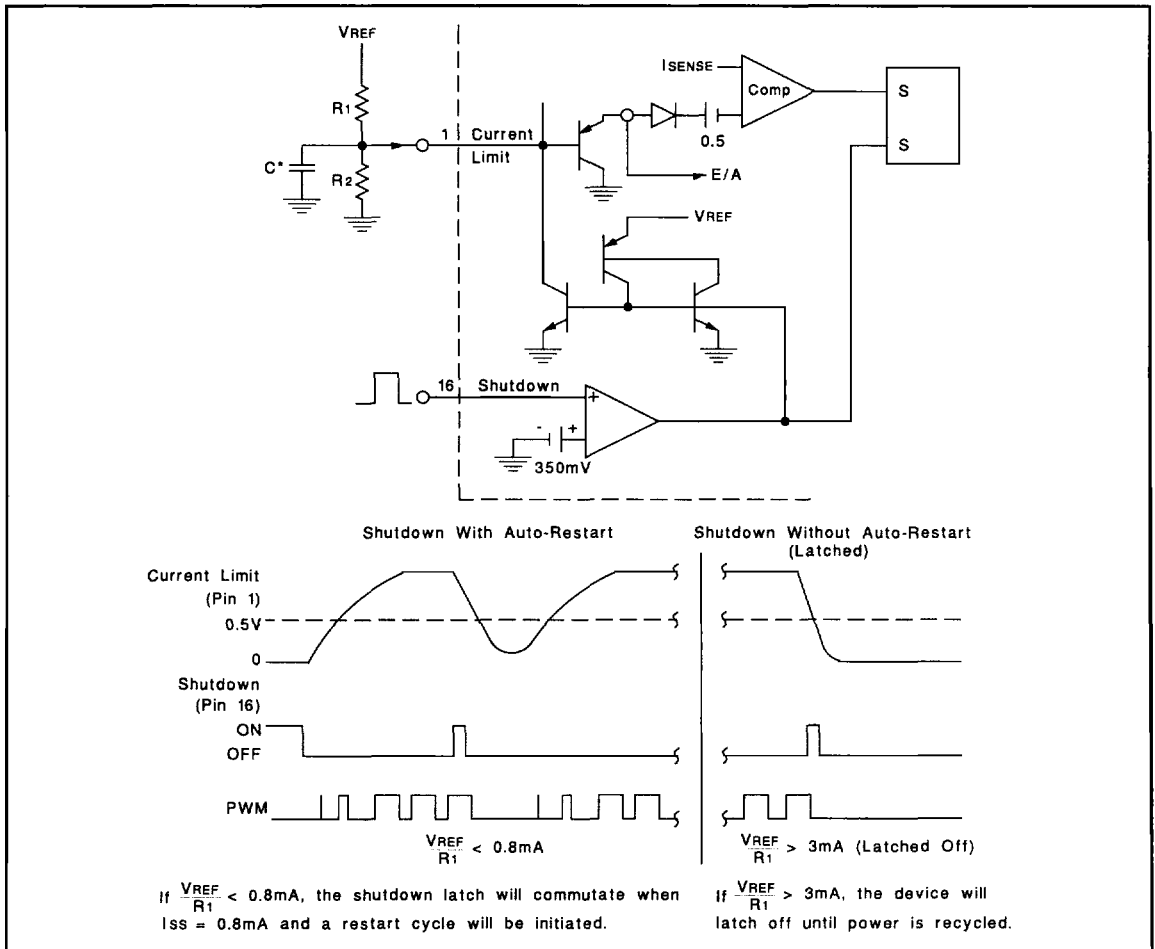 VREF
R1
C*
R2
1 Current
Limit
ISENSE
Comp
0.5
E/A
S
S
VREF
16 Shutdown
+
- +
350mV
Shutdown With Auto-Restart
Shutdown Without Auto-Restart
(Latched)
Current Limit
(Pin 1)
0.5V
0
Shutdown
(Pin 16)
ON
OFF
PWM
VREF/R1 < 0.8mA
VREF/R1 > 3mA (Latched Off)
If VREF/R1 < 0.8mA, the shutdown latch will commutate when
ISS = 0.8mA and a restart cycle will be initiated.
If VREF/R1 > 3mA, the device will
latch off until power is recycled.